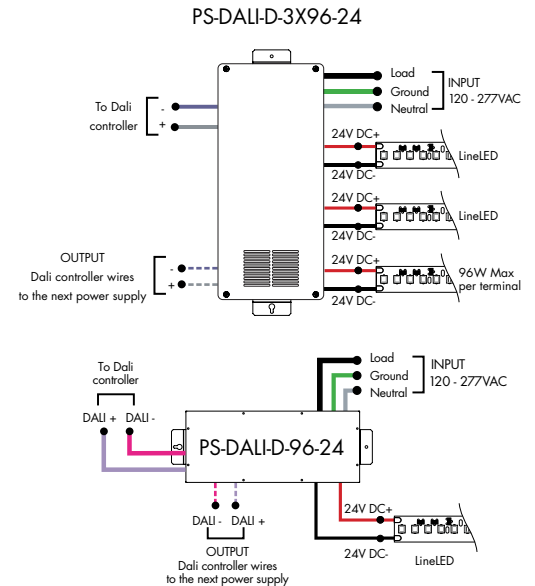 PS-DALI-D-3X96-24
Load
Ground
Neutral
INPUT
120 - 277VAC
To Dali
controller
-
+
24V DC+
24V DC-
LineLED
24V DC+
24V DC-
LineLED
24V DC+
24V DC-
96W Max
per terminal
OUTPUT
Dali controller wires
to the next power supply
-
+
To Dali
controller
DALI + DALI -
Load
Ground
Neutral
INPUT
120 - 277VAC
PS-DALI-D-96-24
DALI - DALI +
OUTPUT
Dali controller wires
to the next power supply
24V DC+
24V DC-
LineLED